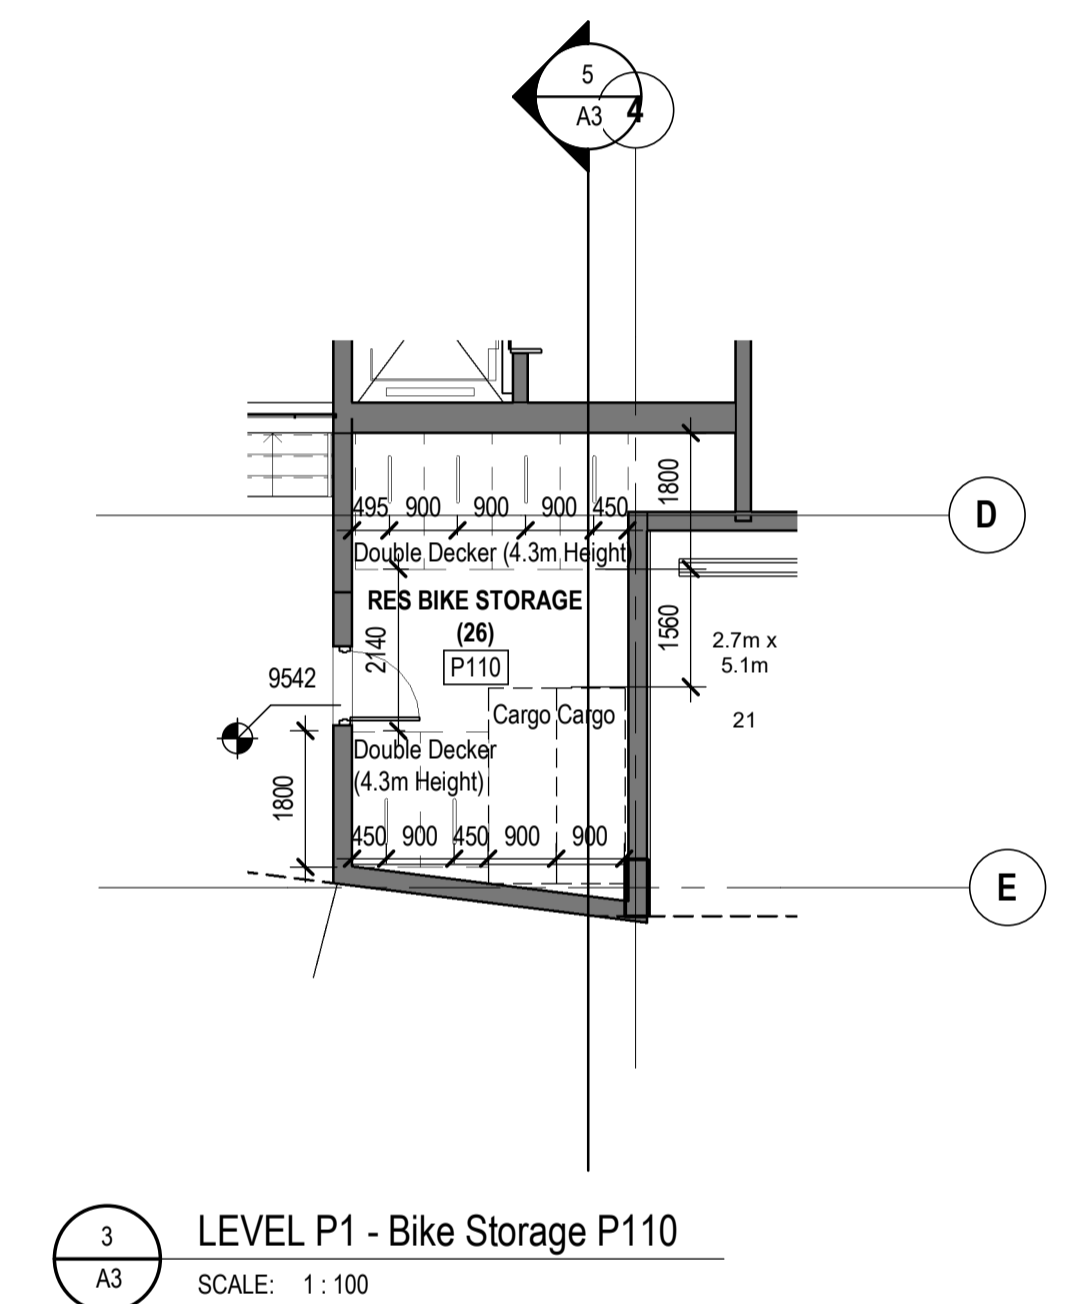 5
A3
4
1800
495 900 900 900 450
D
Double Decker (4.3m Height)
RES BIKE STORAGE
(26)
P110
2140
1560
2.7m x
5.1m
21
9542
Cargo Cargo
Double Decker
(4.3m Height)
1800
450 900 450 900 900
E
3
A3
LEVEL P1 - Bike Storage P110
SCALE: 1 : 100